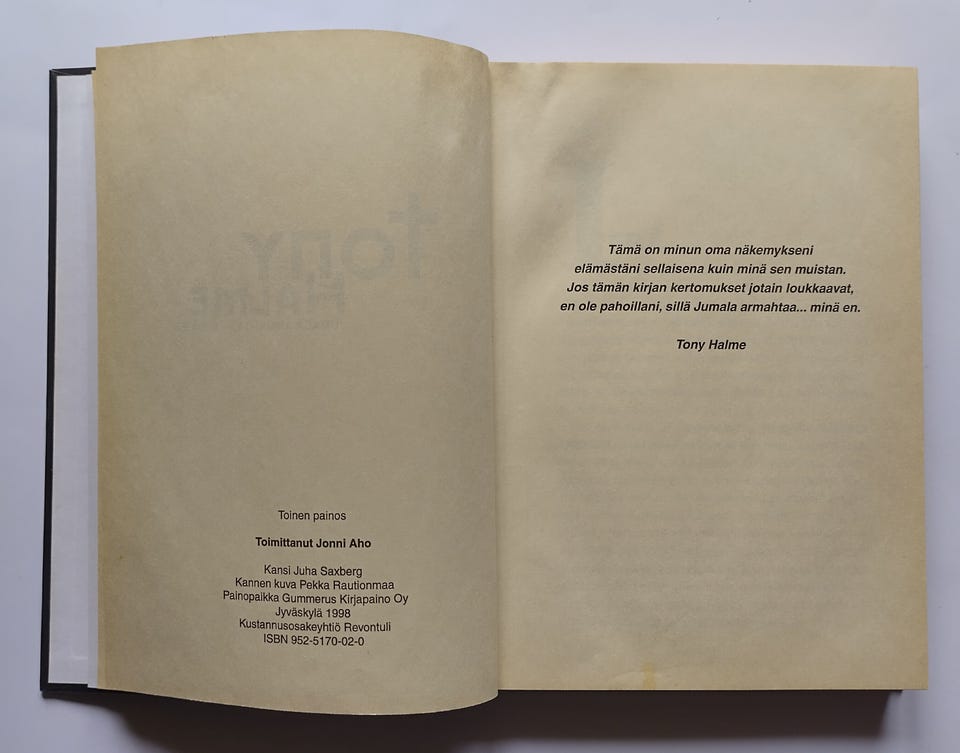 Toinen painos
Toimittanut Jonni Aho
Kansi Juha Saxberg
Kannen kuva Pekka Rautionmaa
Painopaikka Gummerus Kirjapaino Oy
Jyväskylä 1998
Kustannusosakeyhtiö Revontuli
ISBN 952-5170-02-0
Tämä on minun oma näkemykseni
elämästäni sellaisena kuin minä sen muistan.
Jos tämän kirjan kertomukset jotain loukkaavat,
en ole pahoillani, sillä Jumala armahtaa... minä en.
Tony Halme